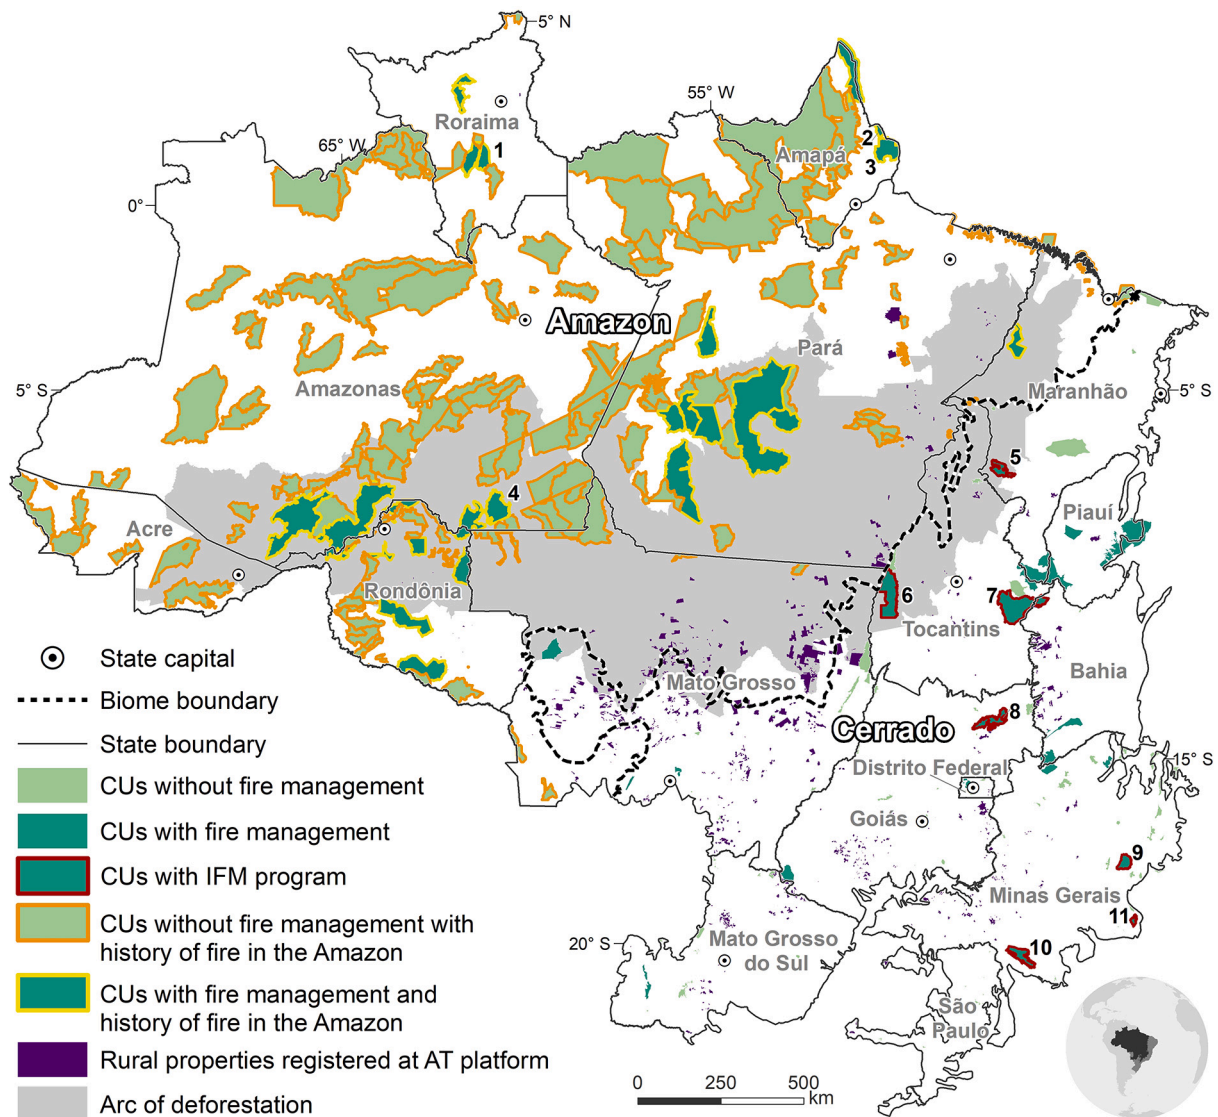 5° N
55° W
Roraima
65° W
1
2
Amapá
3
0°
Amazon
Pará
Amazonas
5° S
5° S
Maranhão
5
4
Piauí
Acre
Rondônia
6
7
Tocantins
Bahia
Mato Grosso
8
Cerrado
15° S
Distrito Federal
Goiás
9
Minas Gerais
11
20° S
Mato Grosso
do Sul
10
São
Paulo
State capital
Biome boundary
State boundary
CUs without fire management
CUs with fire management
CUs with IFM program
CUs without fire management with
history of fire in the Amazon
CUs with fire management and
history of fire in the Amazon
Rural properties registered at AT platform
Arc of deforestation
0 250 500
km